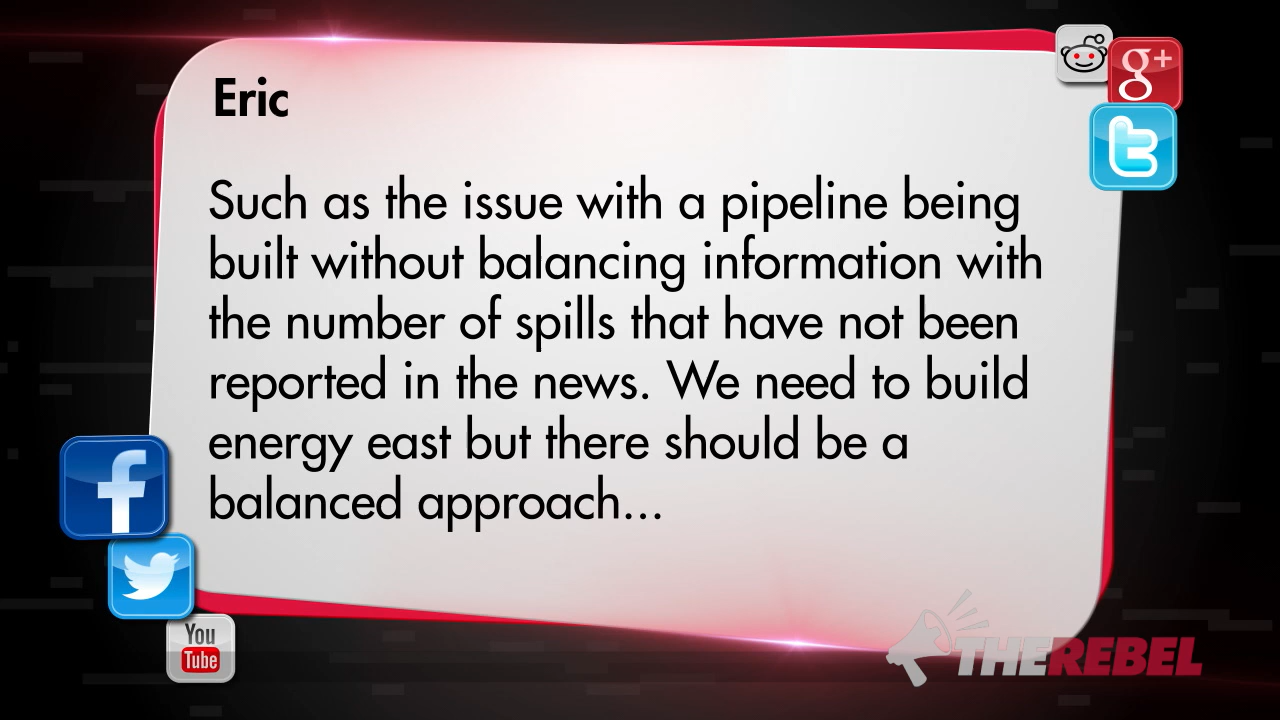 Eric
Such as the issue with a pipeline being
built without balancing information with
the number of spills that have not been
reported in the news. We need to build
energy east but there should be a
balanced approach...
g+
t
f
You
Tube
THEREBEL